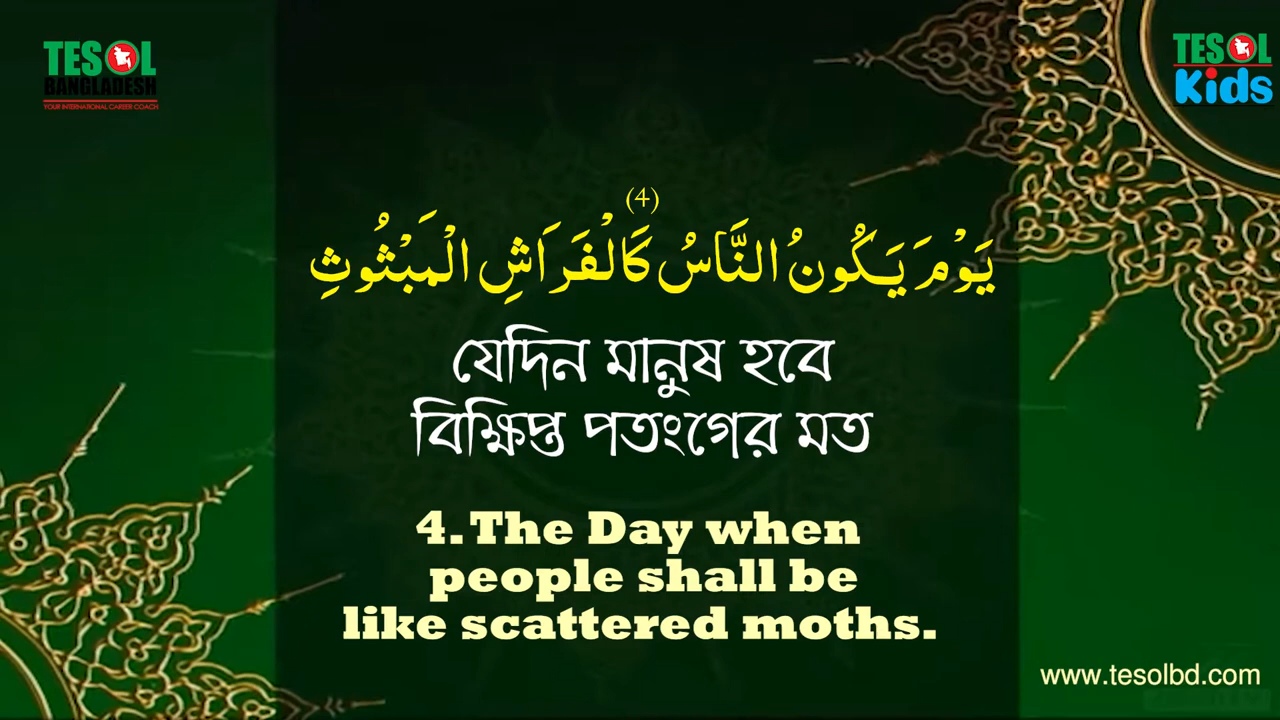 TESOL
BANGLADESH
YOUR INTERNATIONAL CAREER COACH
TESOL
Kids
(4)
يَوْمَ يَكُونُ النَّاسُ كَالْفَرَاشِ الْمَبْثُوثِ
যেদিন মানুষ হবে
বিক্ষিপ্ত পতংগের মত
4. The Day when
people shall be
like scattered moths.
www.tesolbd.com